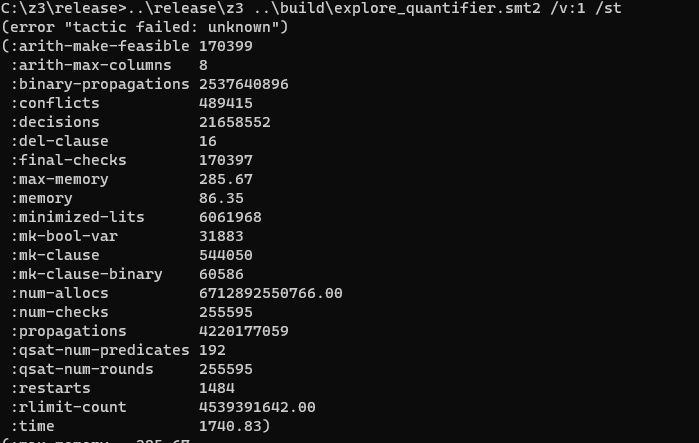 C:\z3\release>..\release\z3 ..\build\explore_quantifier.smt2 /v:1 /st
(error "tactic failed: unknown")
(:arith-make-feasible 170399
 :arith-max-columns   8
 :binary-propagations 2537640896
 :conflicts           489415
 :decisions           21658552
 :del-clause          16
 :final-checks        170397
 :max-memory          285.67
 :memory              86.35
 :minimized-lits      6061968
 :mk-bool-var         31883
 :mk-clause           544050
 :mk-clause-binary    60586
 :num-allocs          6712892550766.00
 :num-checks          255595
 :propagations        4220177059
 :qsat-num-predicates 192
 :qsat-num-rounds     255595
 :restarts            1484
 :rlimit-count        4539391642.00
 :time                1740.83)
(:max-memory   285.67